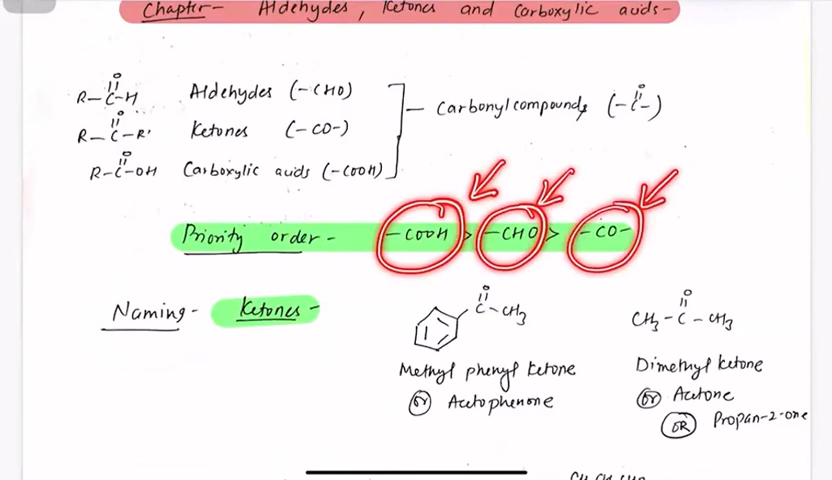 Chapter- Aldehydes, Ketones and Carboxylic acids-
R-C(=O)-H Aldehydes (-CHO)
R-C(=O)-R' Ketones (-CO-)
R-C(=O)-OH Carboxylic acids (-COOH)
Carbonyl compounds (-C(=O)-)
Priority order- -COOH > -CHO > -CO-
Naming- Ketones-
C(=O)-CH3
Methyl phenyl ketone
or Acetophenone
CH3-C(=O)-CH3
Dimethyl ketone
or Acetone
OR Propan-2-one